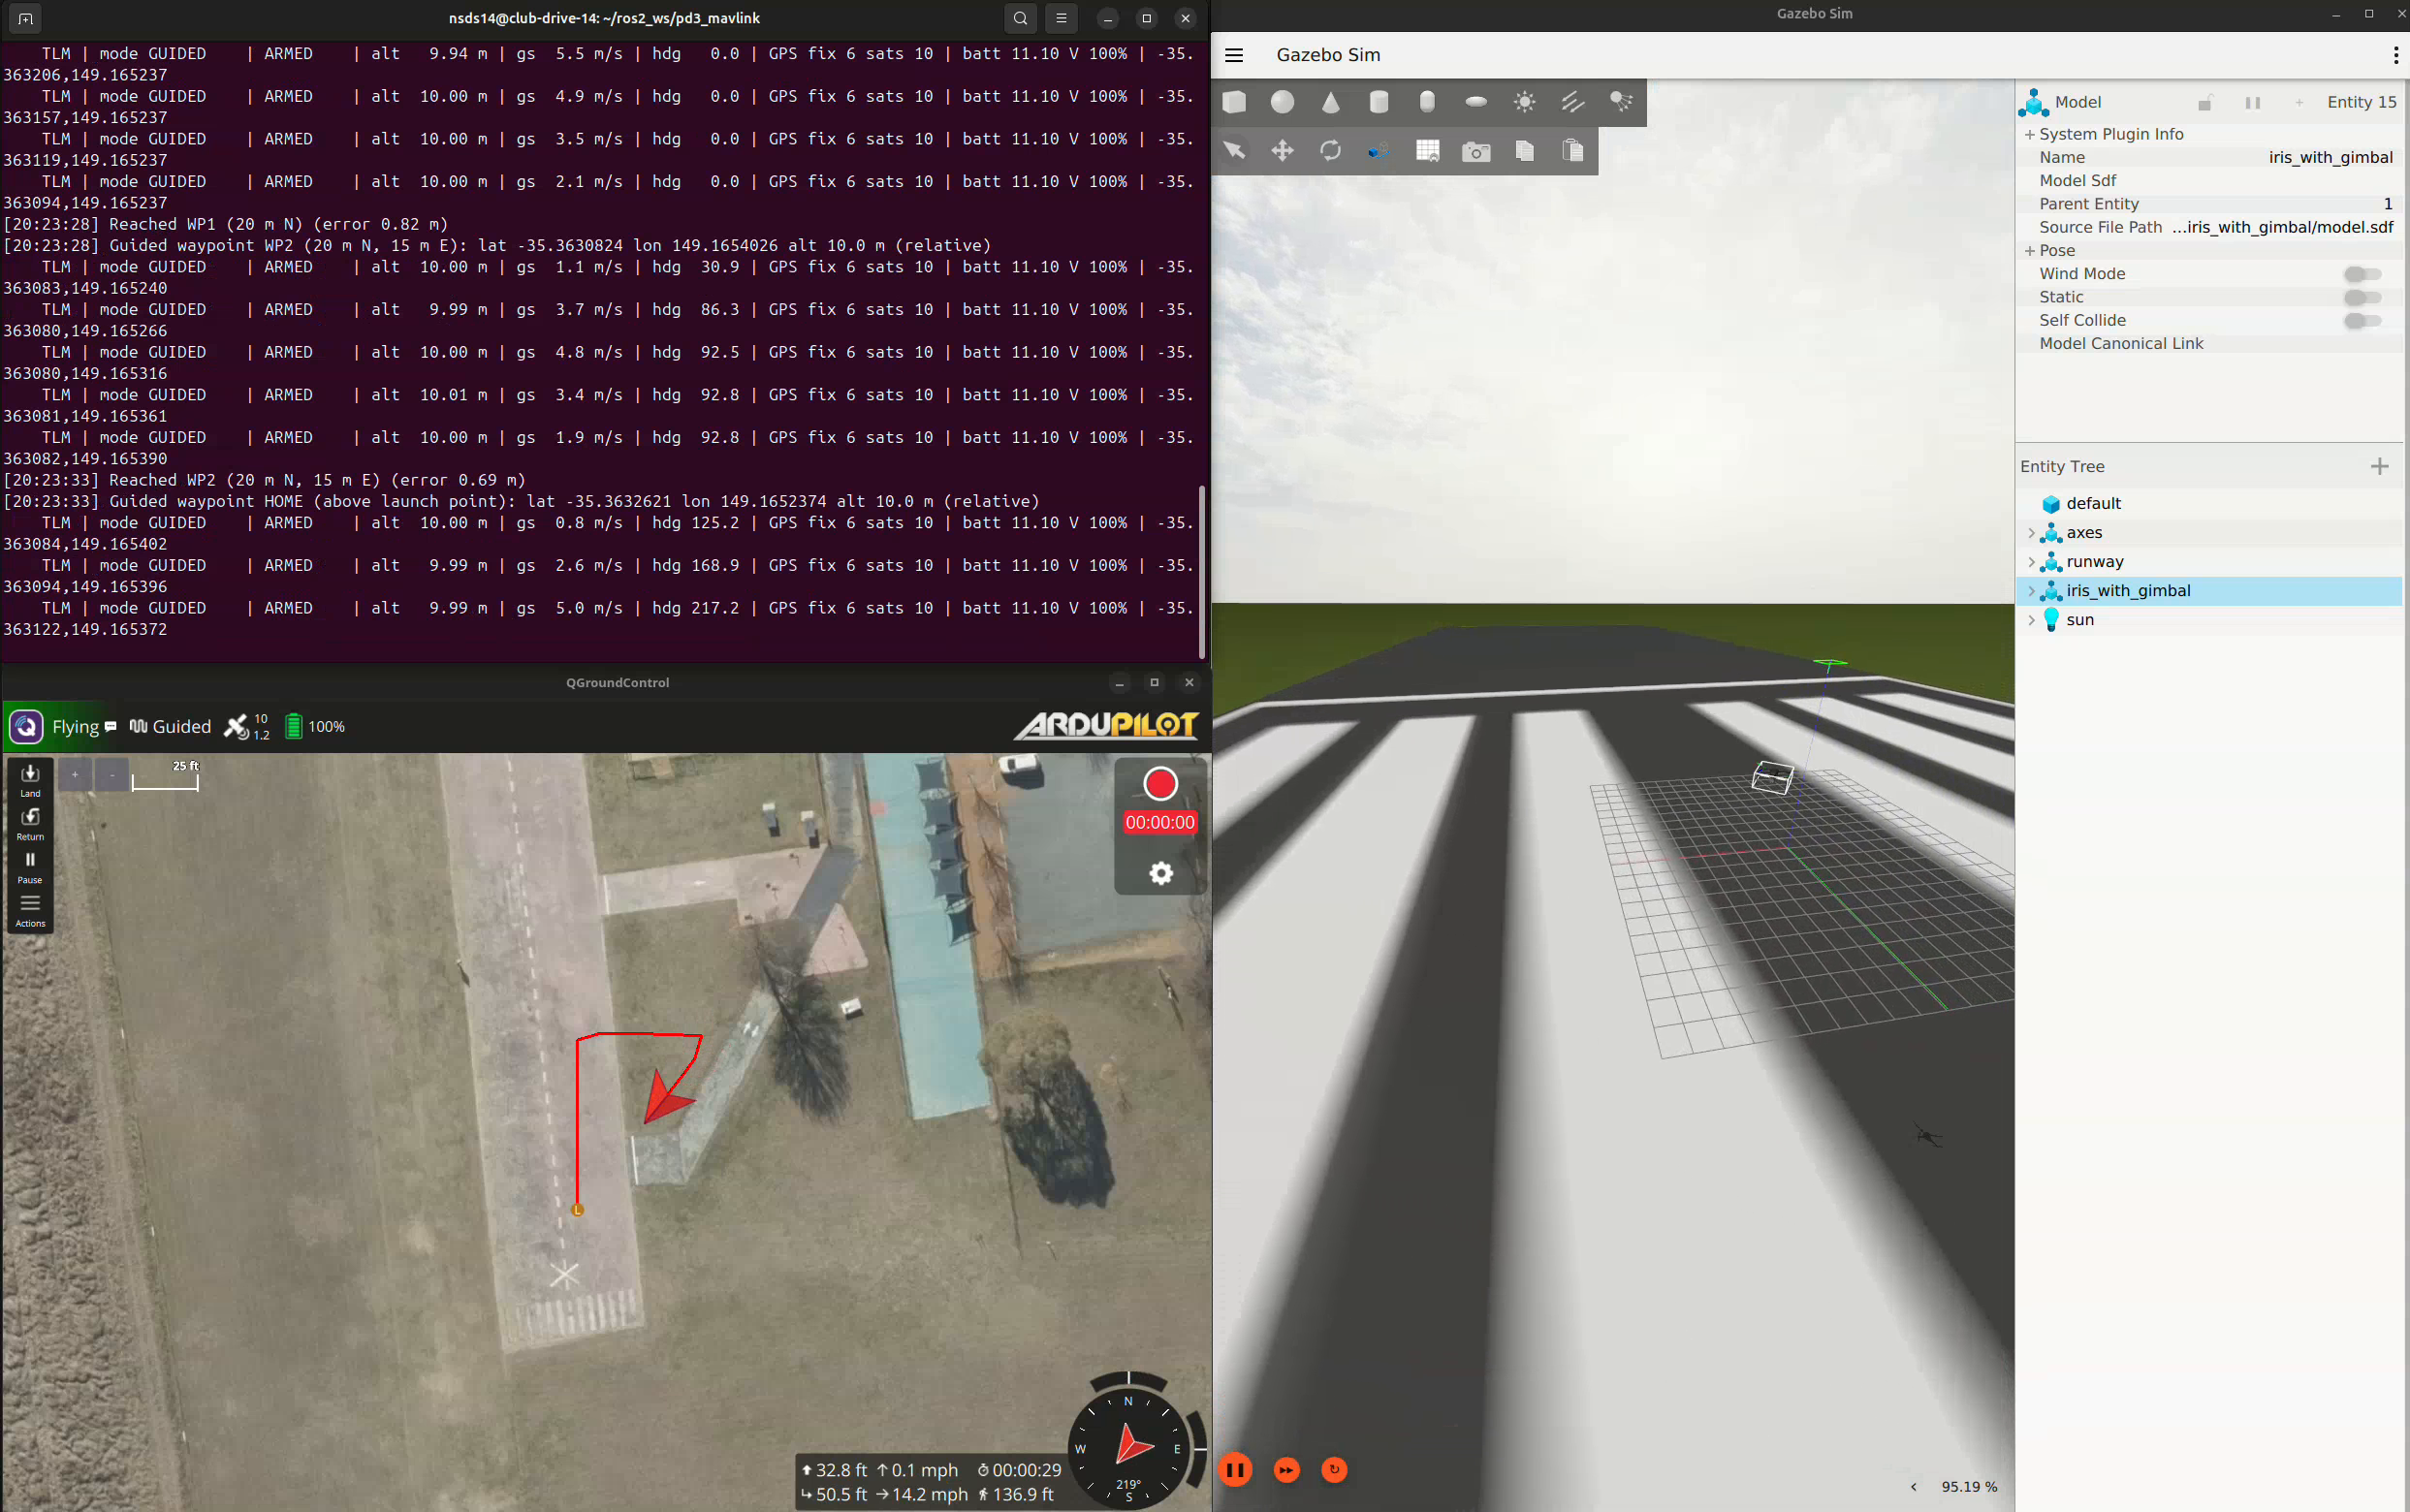 nsds14@club-drive-14: ~/ros2_ws/pd3_mavlink
TLM | mode GUIDED | ARMED | alt 9.94 m | gs 5.5 m/s | hdg 0.0 | GPS fix 6 sats 10 | batt 11.10 V 100% | -35.
363206,149.165237
TLM | mode GUIDED | ARMED | alt 10.00 m | gs 4.9 m/s | hdg 0.0 | GPS fix 6 sats 10 | batt 11.10 V 100% | -35.
363157,149.165237
TLM | mode GUIDED | ARMED | alt 10.00 m | gs 3.5 m/s | hdg 0.0 | GPS fix 6 sats 10 | batt 11.10 V 100% | -35.
363119,149.165237
TLM | mode GUIDED | ARMED | alt 10.00 m | gs 2.1 m/s | hdg 0.0 | GPS fix 6 sats 10 | batt 11.10 V 100% | -35.
363094,149.165237
[20:23:28] Reached WP1 (20 m N) (error 0.82 m)
[20:23:28] Guided waypoint WP2 (20 m N, 15 m E): lat -35.3630824 lon 149.1654026 alt 10.0 m (relative)
TLM | mode GUIDED | ARMED | alt 10.00 m | gs 1.1 m/s | hdg 30.9 | GPS fix 6 sats 10 | batt 11.10 V 100% | -35.
363083,149.165240
TLM | mode GUIDED | ARMED | alt 9.99 m | gs 3.7 m/s | hdg 86.3 | GPS fix 6 sats 10 | batt 11.10 V 100% | -35.
363080,149.165266
TLM | mode GUIDED | ARMED | alt 10.00 m | gs 4.8 m/s | hdg 92.5 | GPS fix 6 sats 10 | batt 11.10 V 100% | -35.
363080,149.165316
TLM | mode GUIDED | ARMED | alt 10.01 m | gs 3.4 m/s | hdg 92.8 | GPS fix 6 sats 10 | batt 11.10 V 100% | -35.
363081,149.165361
TLM | mode GUIDED | ARMED | alt 10.00 m | gs 1.9 m/s | hdg 92.8 | GPS fix 6 sats 10 | batt 11.10 V 100% | -35.
363082,149.165390
[20:23:33] Reached WP2 (20 m N, 15 m E) (error 0.69 m)
[20:23:33] Guided waypoint HOME (above launch point): lat -35.3632621 lon 149.1652374 alt 10.0 m (relative)
TLM | mode GUIDED | ARMED | alt 10.00 m | gs 0.8 m/s | hdg 125.2 | GPS fix 6 sats 10 | batt 11.10 V 100% | -35.
363084,149.165402
TLM | mode GUIDED | ARMED | alt 9.99 m | gs 2.6 m/s | hdg 168.9 | GPS fix 6 sats 10 | batt 11.10 V 100% | -35.
363094,149.165396
TLM | mode GUIDED | ARMED | alt 9.99 m | gs 5.0 m/s | hdg 217.2 | GPS fix 6 sats 10 | batt 11.10 V 100% | -35.
363122,149.165372
QGroundControl
Flying Guided 10 1.2 100%
ARDUPILOT
25 ft
+ -
Land
Return
Pause
Actions
00:00:00
L
N
W E
219°
S
32.8 ft 0.1 mph 00:00:29
50.5 ft 14.2 mph 136.9 ft
Gazebo Sim
Gazebo Sim
Model Entity 15
System Plugin Info
Name iris_with_gimbal
Model Sdf
Parent Entity 1
Source File Path ...iris_with_gimbal/model.sdf
Pose
Wind Mode
Static
Self Collide
Model Canonical Link
Entity Tree
default
axes
runway
iris_with_gimbal
sun
95.19 %